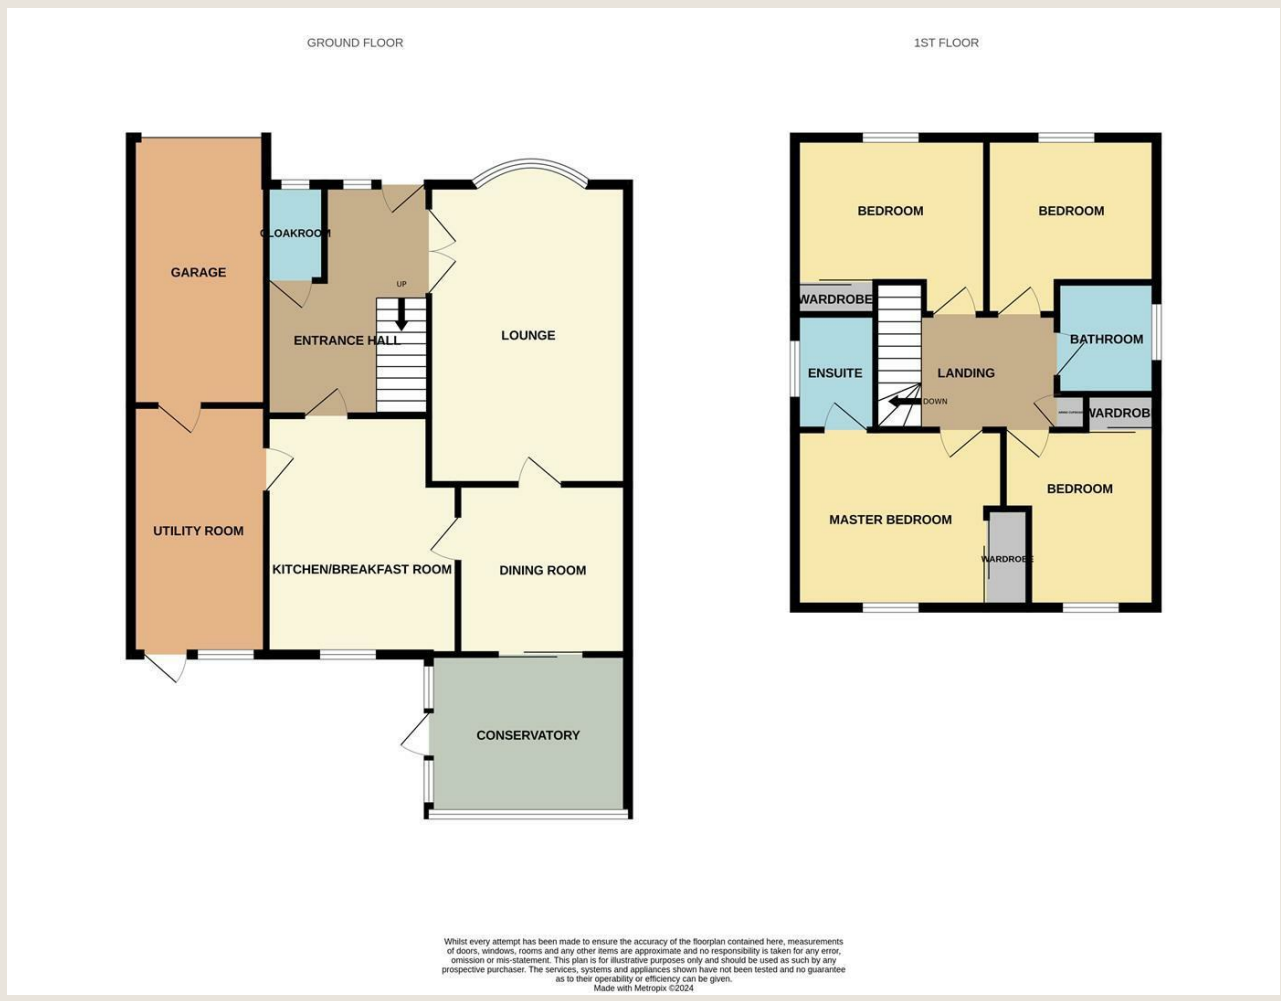 GROUND FLOOR
1ST FLOOR
GARAGE
CLOAKROOM
UP
ENTRANCE HALL
LOUNGE
UTILITY ROOM
KITCHEN/BREAKFAST ROOM
DINING ROOM
CONSERVATORY
BEDROOM
BEDROOM
WARDROBE
BATHROOM
ENSUITE
LANDING
DOWN
WARDROB
BEDROOM
MASTER BEDROOM
WARDROBE
Whilst every attempt has been made to ensure the accuracy of the floorplan contained here, measurements
of doors, windows, rooms and any other items are approximate and no responsibility is taken for any error,
omission or mis-statement. This plan is for illustrative purposes only and should be used as such by any
prospective purchaser. The services, systems and appliances shown have not been tested and no guarantee
as to their operability or efficiency can be given.
Made with Metropix ©2024